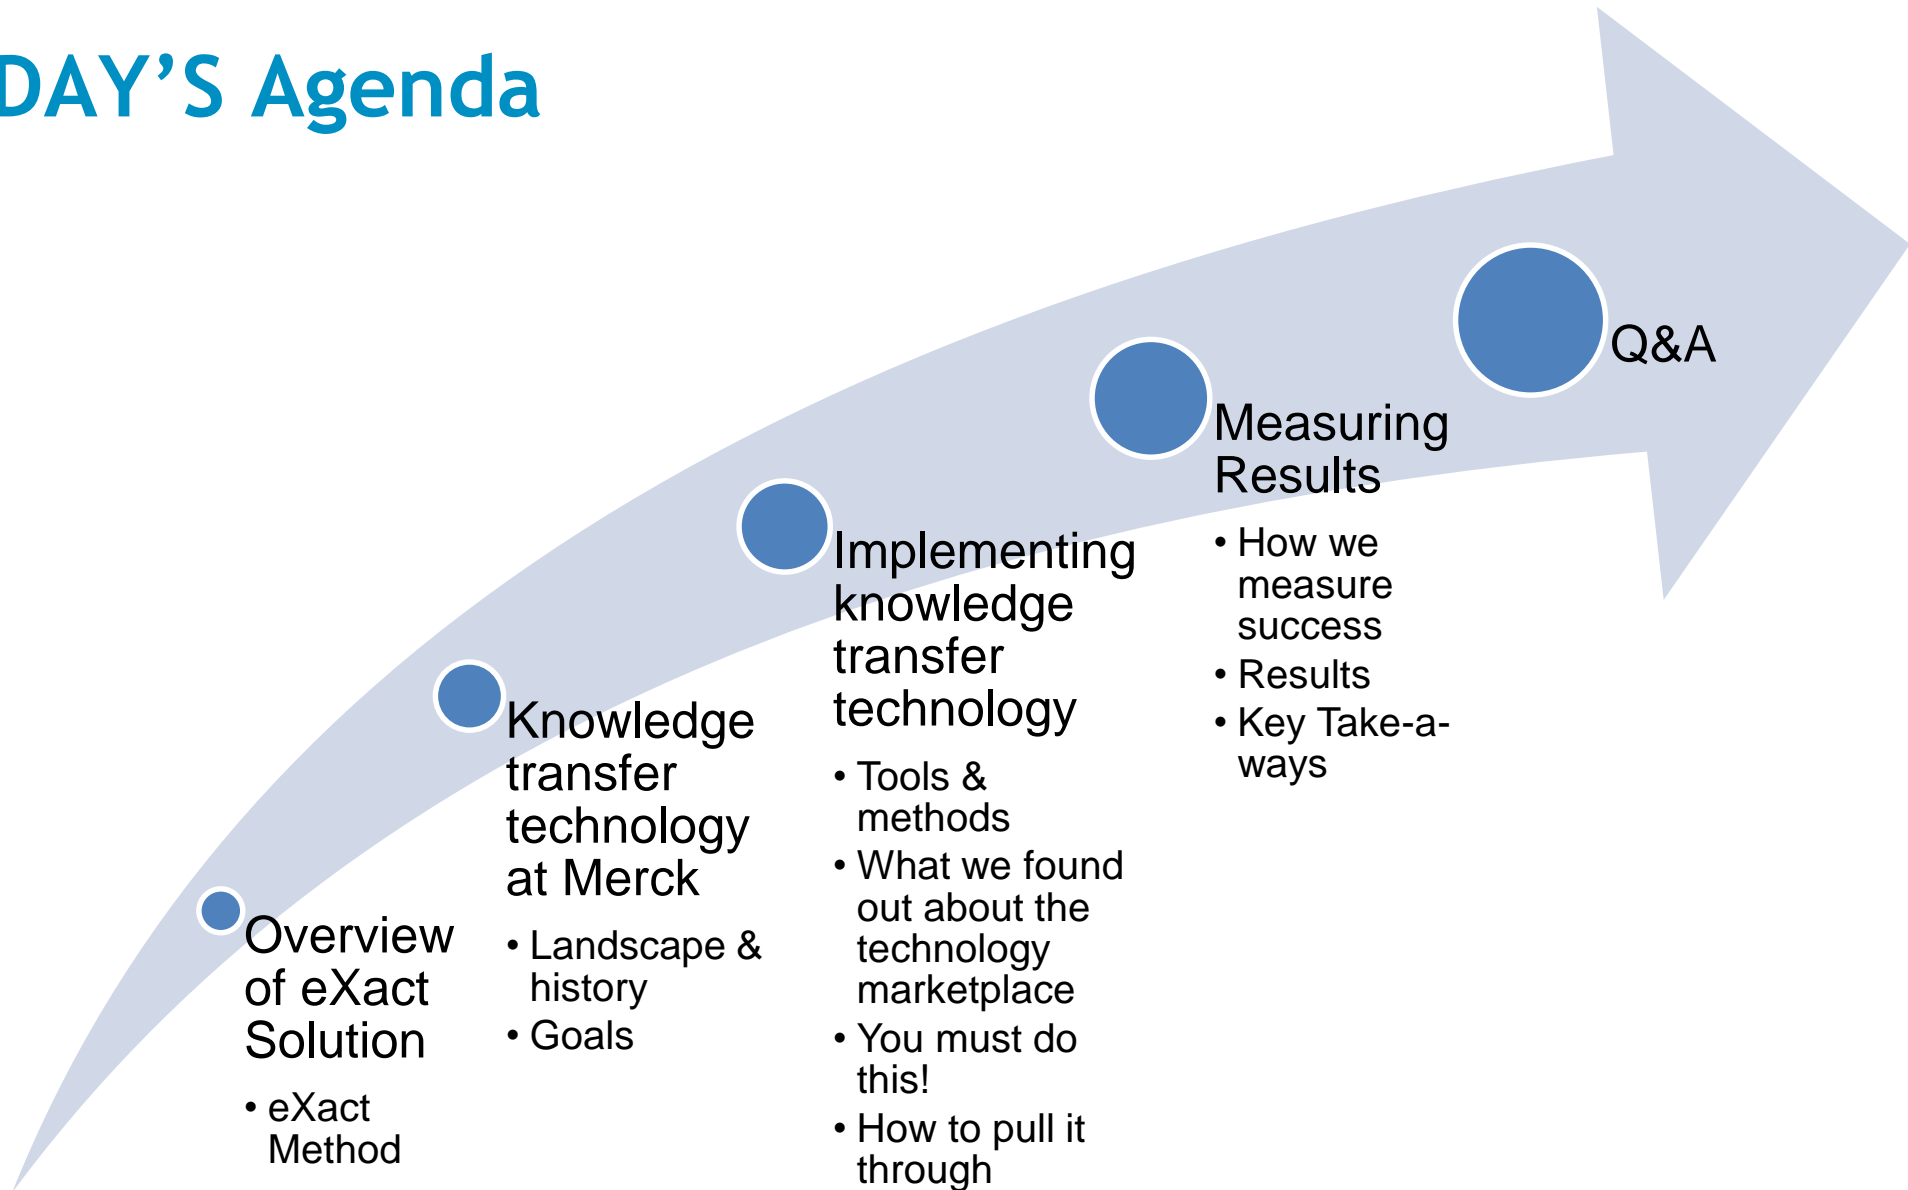 DAY’S Agenda
Overview
of eXact
Solution
• eXact
Method
Knowledge
transfer
technology
at Merck
• Landscape &
history
• Goals
Implementing
knowledge
transfer
technology
• Tools &
methods
• What we found
out about the
technology
marketplace
• You must do
this!
• How to pull it
through
Measuring
Results
• How we
measure
success
• Results
• Key Take-a-
ways
Q&A